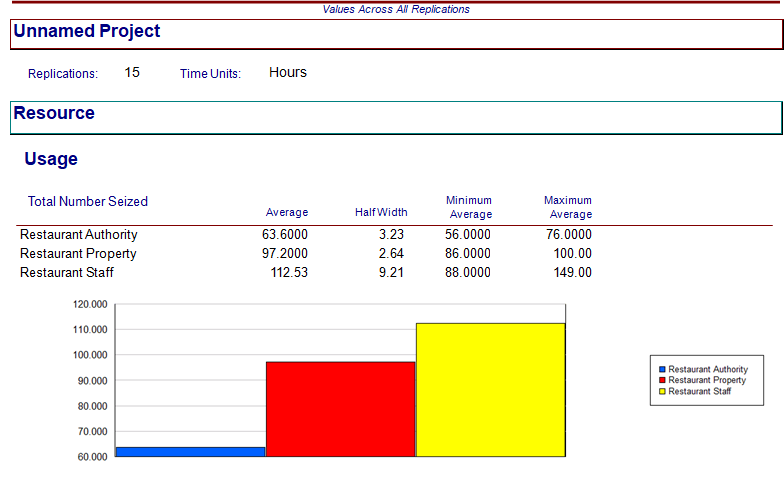 Values Across All Replications
Unnamed Project
Replications: 15 Time Units: Hours
Resource
Usage
Total Number Seized Average Half Width Minimum Average Maximum Average
Restaurant Authority 63.6000 3.23 56.0000 76.0000
Restaurant Property 97.2000 2.64 86.0000 100.00
Restaurant Staff 112.53 9.21 88.0000 149.00
120.000
110.000
100.000
90.000
80.000
70.000
60.000
Restaurant Authority
Restaurant Property
Restaurant Staff